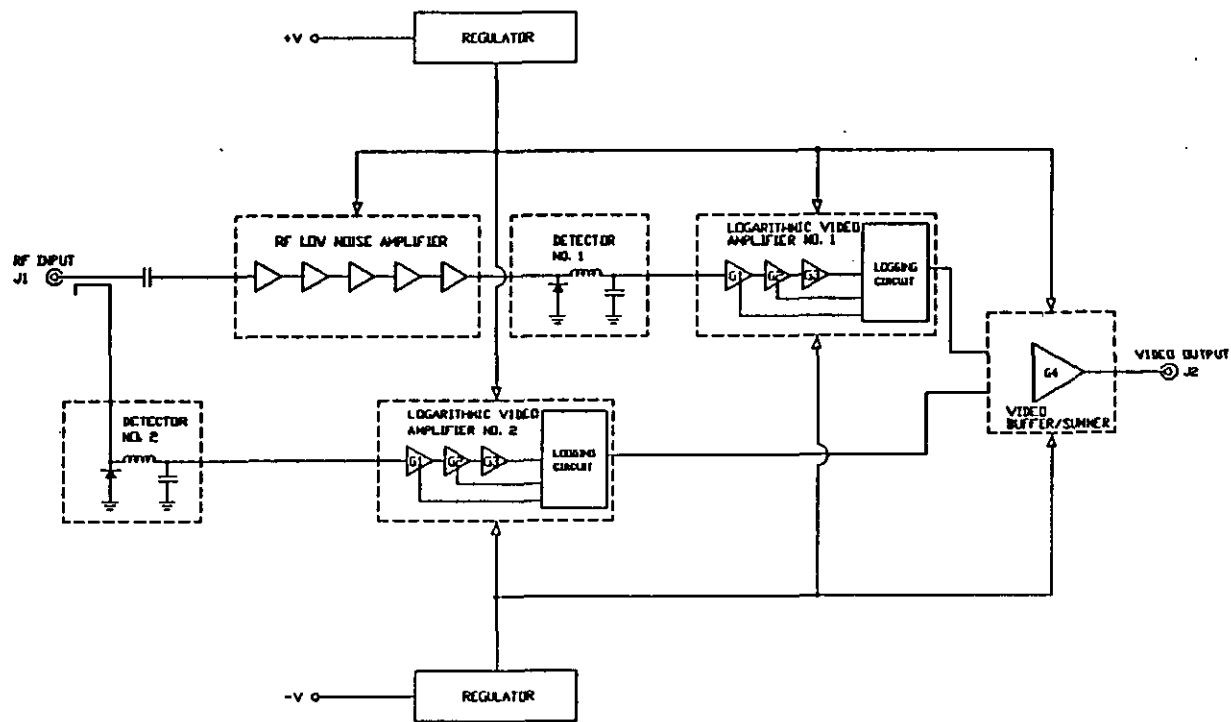 +V
REGULATOR
RF LOW NOISE AMPLIFIER
DETECTOR
NO. 1
LOGARITHMIC VIDEO
AMPLIFIER NO. 1
G1
G2
G3
LOGGING
CIRCUIT
RF INPUT
J1
G4
VIDEO
BUFFER/SUMMER
VIDEO OUTPUT
J2
DETECTOR
NO. 2
LOGARITHMIC VIDEO
AMPLIFIER NO. 2
G1
G2
G3
LOGGING
CIRCUIT
-V
REGULATOR